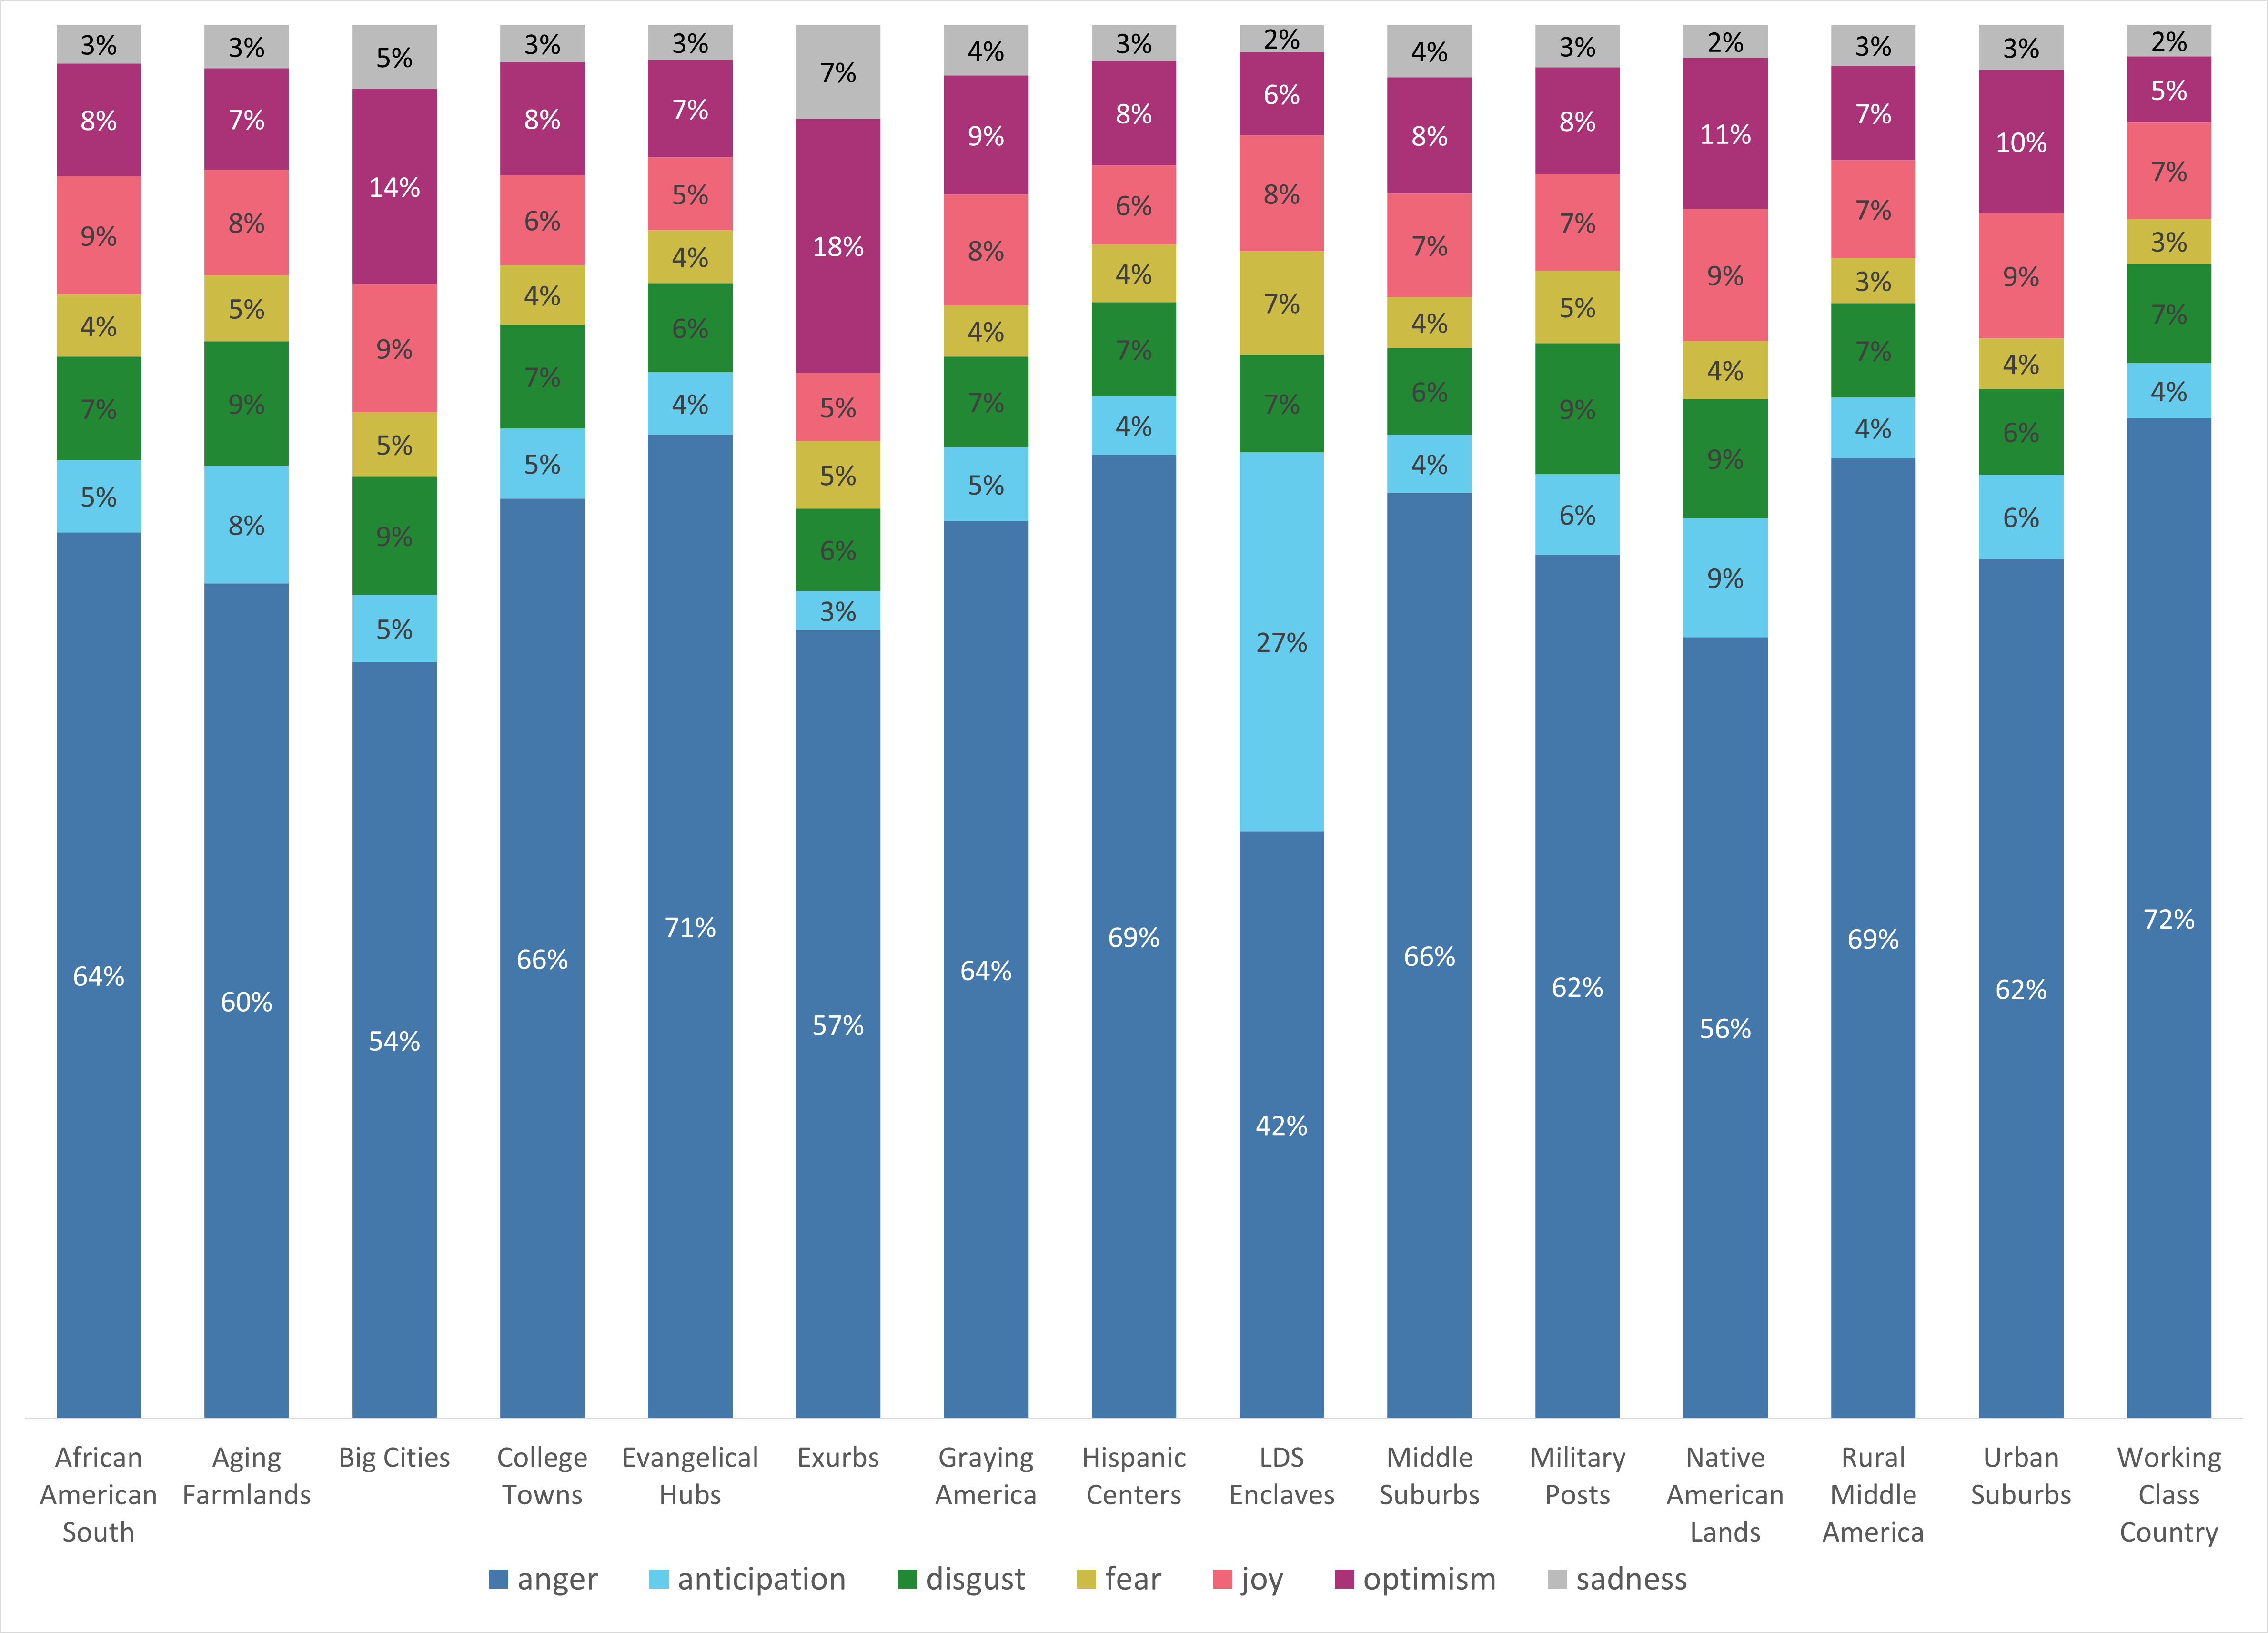 3% 3% 5% 3% 3% 7% 4% 3% 2% 4% 3% 2% 3% 3% 2%
8% 7% 14% 8% 7% 18% 9% 8% 6% 8% 8% 11% 7% 10% 5%
9% 8% 9% 6% 5% 5% 8% 6% 8% 7% 7% 9% 7% 9% 7%
4% 5% 5% 4% 4% 5% 4% 4% 7% 4% 5% 4% 3% 4% 3%
7% 9% 9% 7% 6% 6% 7% 7% 7% 6% 9% 9% 7% 6% 7%
5% 8% 5% 5% 4% 3% 5% 4% 27% 4% 6% 9% 4% 6% 4%
64% 60% 54% 66% 71% 57% 64% 69% 42% 66% 62% 56% 69% 62% 72%
African
American
South
Aging
Farmlands
Big Cities
College
Towns
Evangelical
Hubs
Exurbs
Graying
America
Hispanic
Centers
LDS
Enclaves
Middle
Suburbs
Military
Posts
Native
American
Lands
Rural
Middle
America
Urban
Suburbs
Working
Class
Country
anger anticipation disgust fear joy optimism sadness